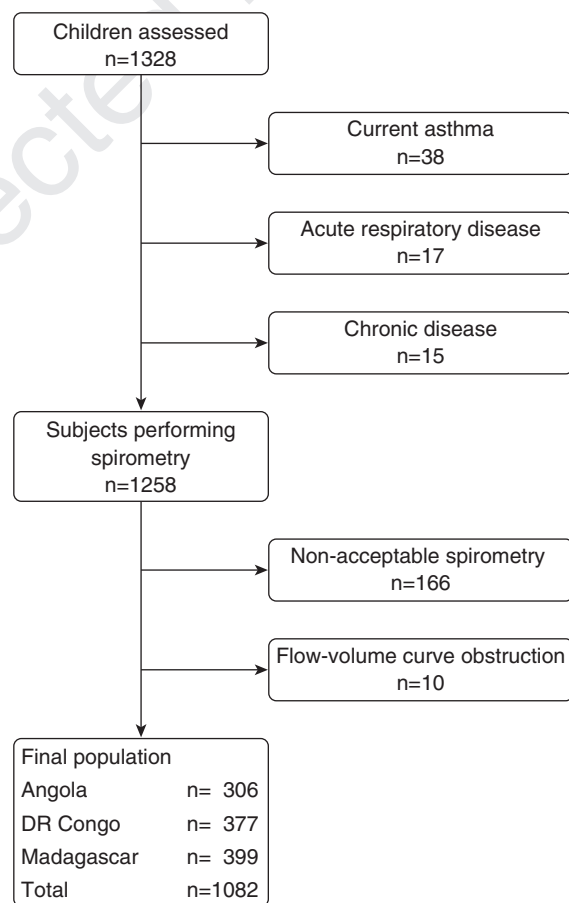 Children assessed
n=1328
Current asthma
n=38
Acute respiratory disease
n=17
Chronic disease
n=15
Subjects performing
spirometry
n=1258
Non-acceptable spirometry
n=166
Flow-volume curve obstruction
n=10
Final population
Angola n= 306
DR Congo n= 377
Madagascar n= 399
Total n=1082